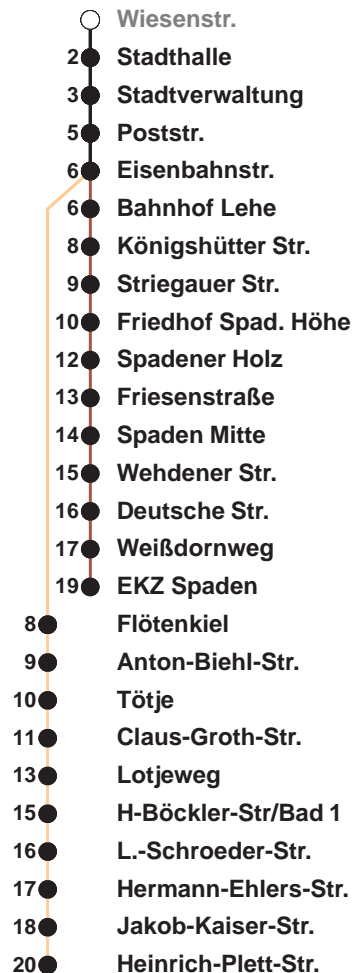 Wiesenstr.
2 Stadthalle
3 Stadtverwaltung
5 Poststr.
6 Eisenbahnstr.
6 Bahnhof Lehe
8 Königshütter Str.
9 Striegauer Str.
10 Friedhof Spad. Höhe
12 Spadener Holz
13 Friesenstraße
14 Spaden Mitte
15 Wehdener Str.
16 Deutsche Str.
17 Weißdornweg
19 EKZ Spaden
8 Flötenkiel
9 Anton-Biehl-Str.
10 Tötje
11 Claus-Groth-Str.
13 Lotjeweg
15 H-Böckler-Str/Bad 1
16 L.-Schroeder-Str.
17 Hermann-Ehlers-Str.
18 Jakob-Kaiser-Str.
20 Heinrich-Plett-Str.